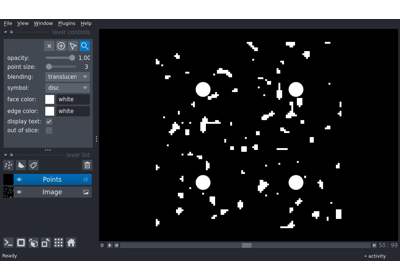 File View Window Plugins Help
layer controls
opacity: 1.00
point size: 3
blending: translucen
symbol: disc
face color: white
edge color: white
display text:
out of slice:
layer list
Points
Image
0 50 99
Ready activity